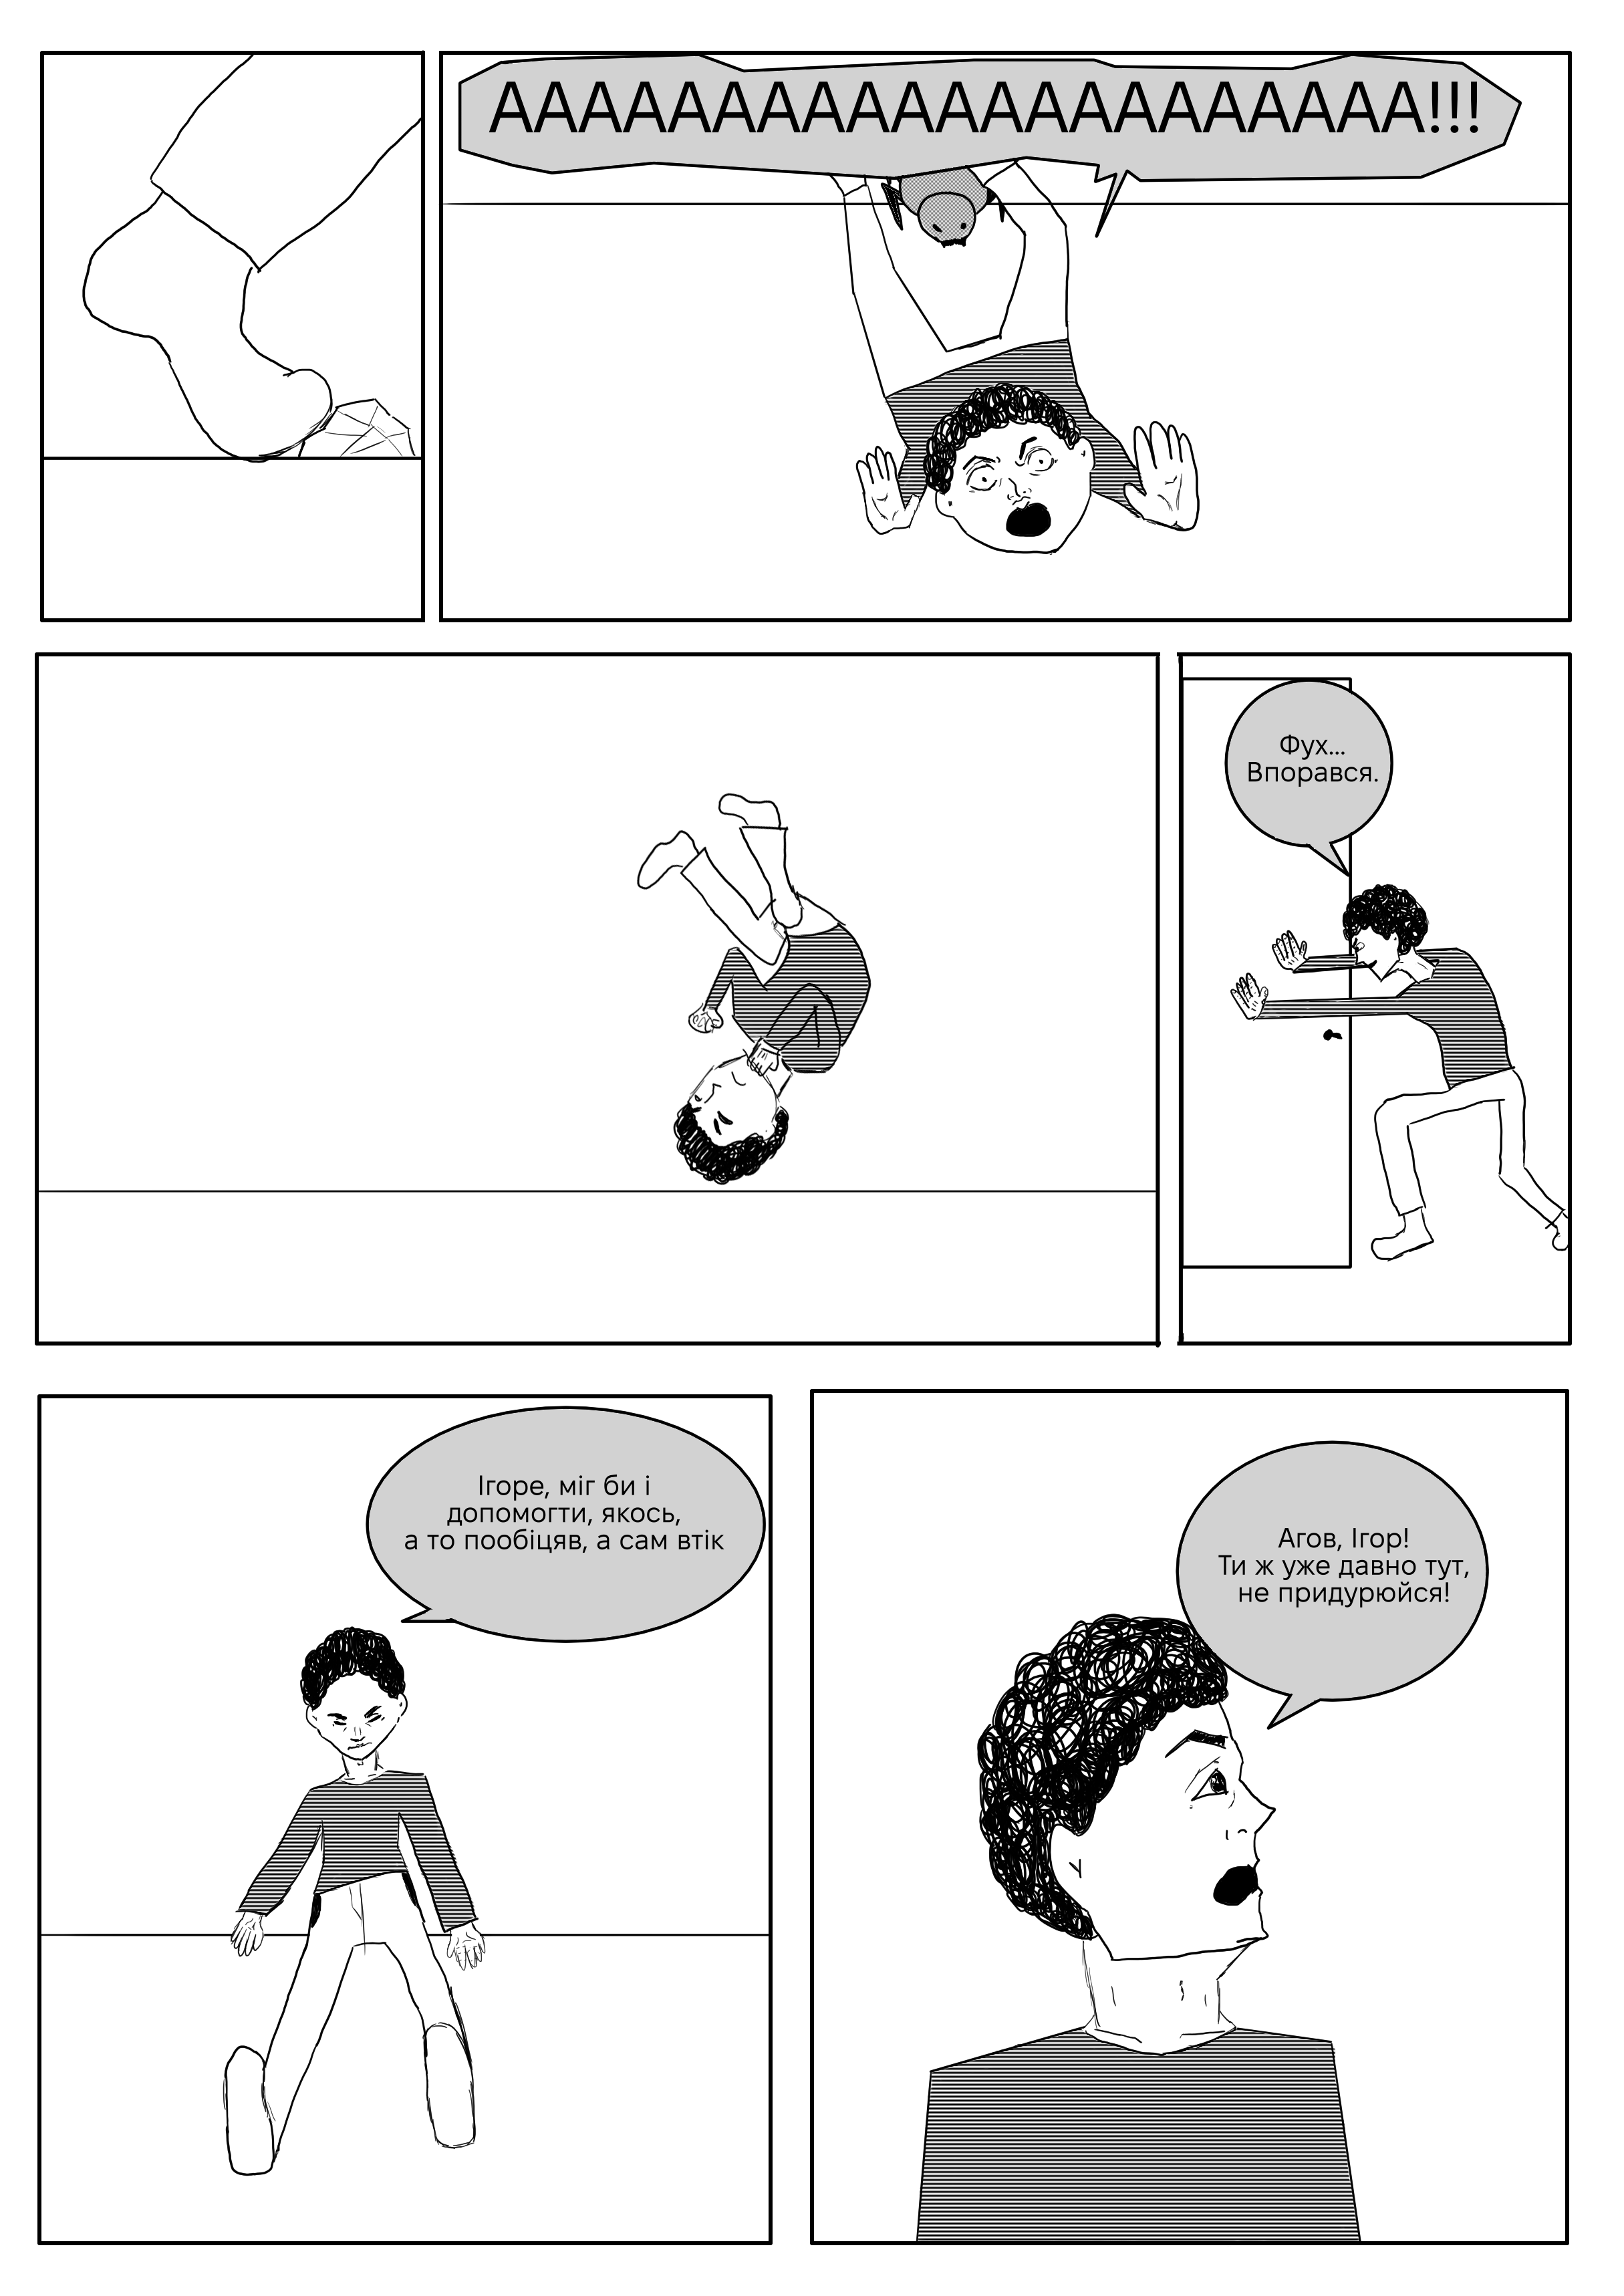 АААААААААААААААААААААА!!!
Фух...
Впорався.
Ігоре, міг би і
допомогти, якось,
а то пообіцяв, а сам втік
Агов, Ігор!
Ти ж уже давно тут,
не придурюйся!